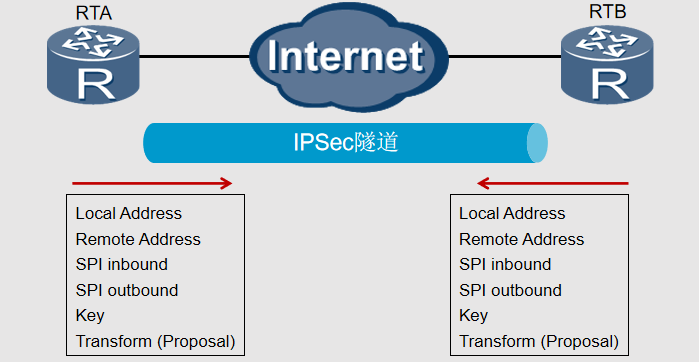 RTA
RTB
Internet
R
R
IPSec隧道
Local Address
Remote Address
SPI inbound
SPI outbound
Key
Transform (Proposal)
Local Address
Remote Address
SPI inbound
SPI outbound
Key
Transform (Proposal)